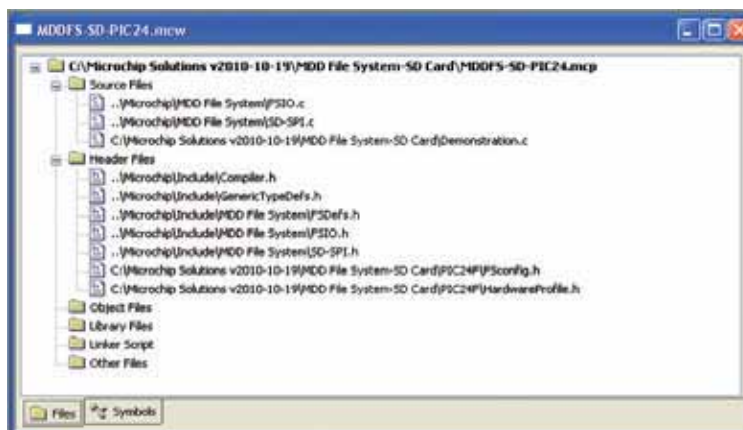 MDDFS-SD-PIC24.mcw
C:\Microchip Solutions v2010-10-19\MDD File System-SD Card\MDDFS-SD-PIC24.mcp
Source Files
..\Microchip\MDD File System\FSIO.c
..\Microchip\MDD File System\SD-SPI.c
C:\Microchip Solutions v2010-10-19\MDD File System-SD Card\Demonstration.c
Header Files
..\Microchip\Include\Compiler.h
..\Microchip\Include\GenericTypeDefs.h
..\Microchip\Include\MDD File System\FSDefs.h
..\Microchip\Include\MDD File System\FSIO.h
..\Microchip\Include\MDD File System\SD-SPI.h
C:\Microchip Solutions v2010-10-19\MDD File System-SD Card\PIC24F\FSconfig.h
C:\Microchip Solutions v2010-10-19\MDD File System-SD Card\PIC24F\HardwareProfile.h
Object Files
Library Files
Linker Script
Other Files
Files Symbols